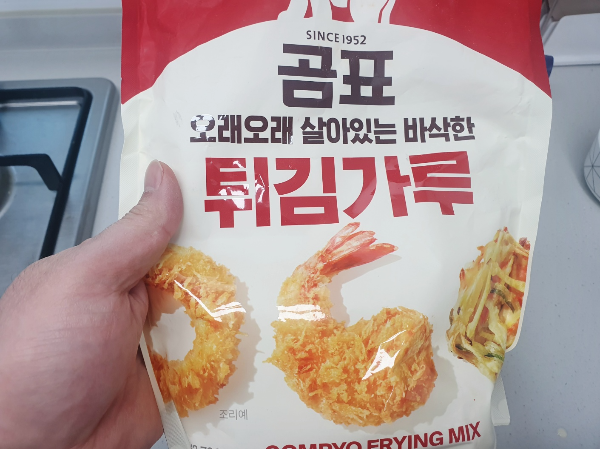 SINCE 1952
곰표
오래오래 살아있는 바삭한
튀김가루
조리예
GOMPYO FRYING MIX